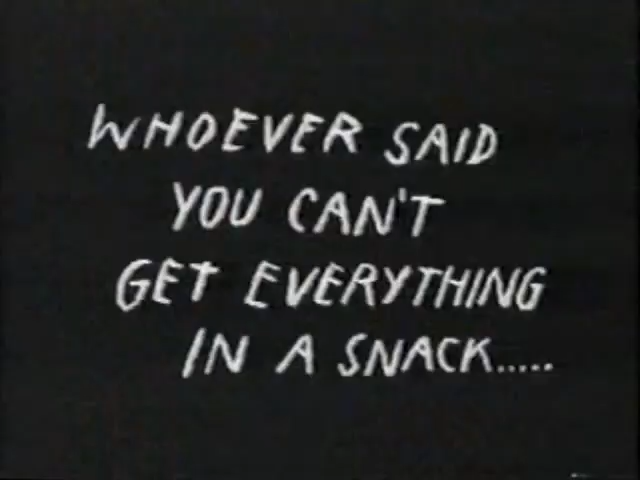 WHOEVER SAID
YOU CAN'T
GET EVERYTHING
IN A SNACK.....